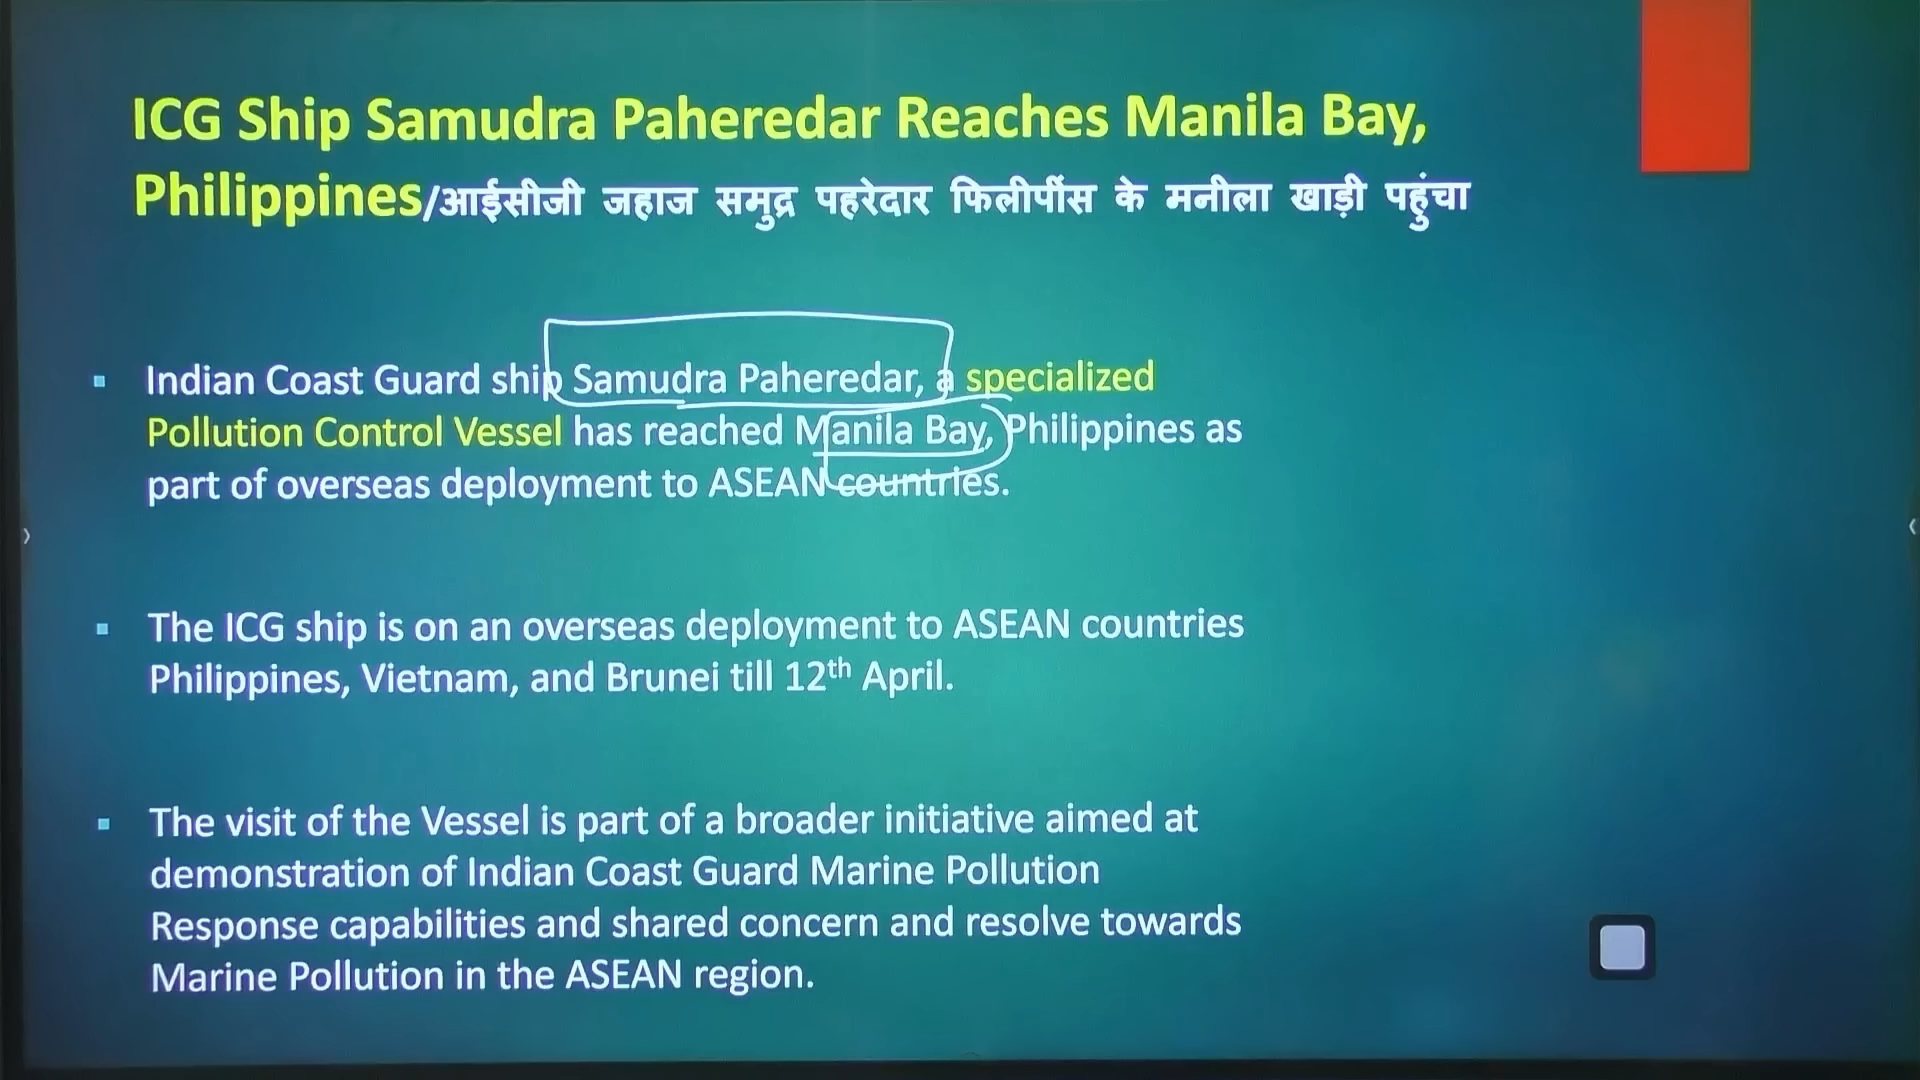 ICG Ship Samudra Paheredar Reaches Manila Bay,
Philippines/आईसीजी जहाज समुद्र पहरेदार फिलीपींस के मनीला खाड़ी पहुंचा
Indian Coast Guard ship Samudra Paheredar, a specialized
Pollution Control Vessel has reached Manila Bay, Philippines as
part of overseas deployment to ASEAN countries.
The ICG ship is on an overseas deployment to ASEAN countries
Philippines, Vietnam, and Brunei till 12th April.
The visit of the Vessel is part of a broader initiative aimed at
demonstration of Indian Coast Guard Marine Pollution
Response capabilities and shared concern and resolve towards
Marine Pollution in the ASEAN region.